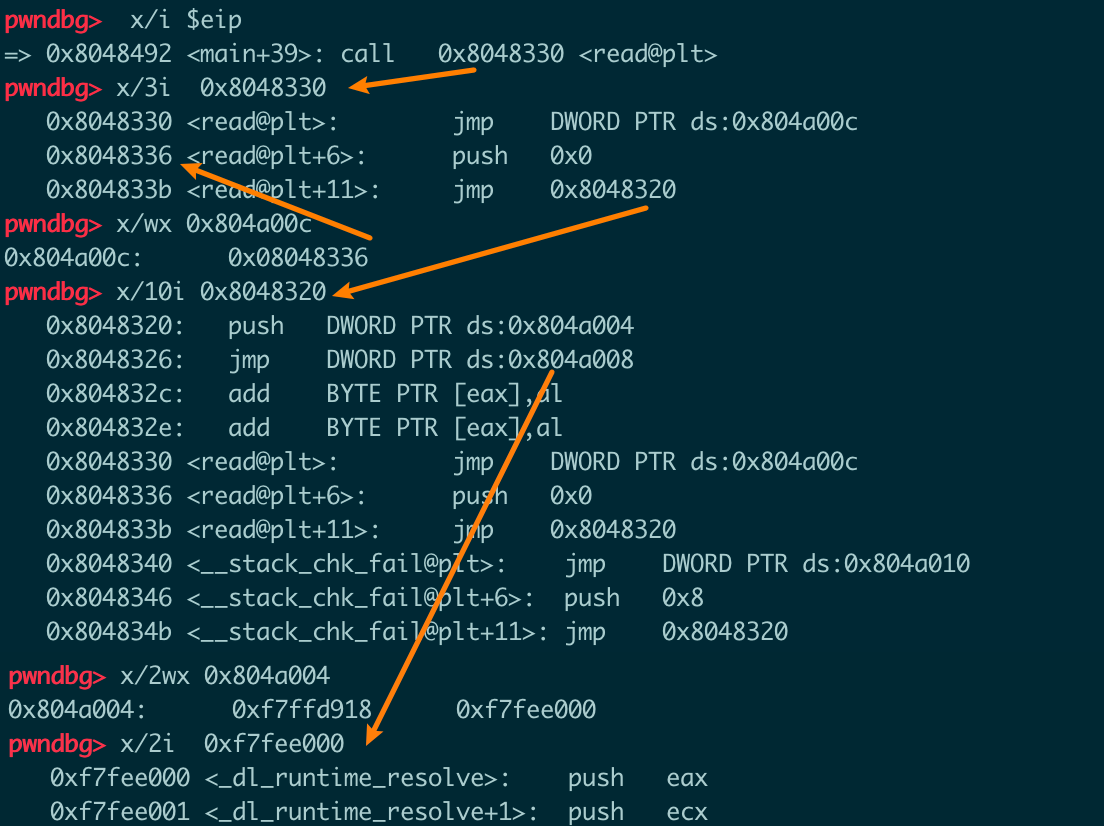 pwndbg> x/i $eip
=> 0x8048492 <main+39>: call 0x8048330 <read@plt>
pwndbg> x/3i 0x8048330
0x8048330 <read@plt>: jmp DWORD PTR ds:0x804a00c
0x8048336 <read@plt+6>: push 0x0
0x804833b <read@plt+11>: jmp 0x8048320
pwndbg> x/wx 0x804a00c
0x804a00c: 0x08048336
pwndbg> x/10i 0x8048320
0x8048320: push DWORD PTR ds:0x804a004
0x8048326: jmp DWORD PTR ds:0x804a008
0x804832c: add BYTE PTR [eax],al
0x804832e: add BYTE PTR [eax],al
0x8048330 <read@plt>: jmp DWORD PTR ds:0x804a00c
0x8048336 <read@plt+6>: push 0x0
0x804833b <read@plt+11>: jmp 0x8048320
0x8048340 <__stack_chk_fail@plt>: jmp DWORD PTR ds:0x804a010
0x8048346 <__stack_chk_fail@plt+6>: push 0x8
0x804834b <__stack_chk_fail@plt+11>: jmp 0x8048320
pwndbg> x/2wx 0x804a004
0x804a004: 0xf7ffd918 0xf7fee000
pwndbg> x/2i 0xf7fee000
0xf7fee000 <_dl_runtime_resolve>: push eax
0xf7fee001 <_dl_runtime_resolve+1>: push ecx